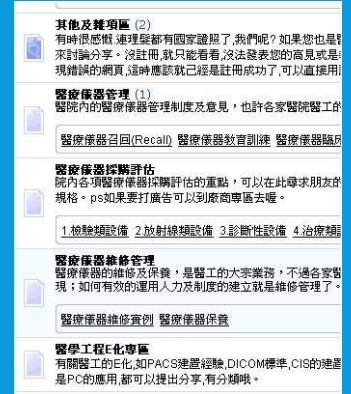 其他及雜項區 (2)
有時很感慨,連理髮都有國家證照了,我們呢? 如果您也是醫
來討論分享。沒註冊,就只能看看,沒法發表您的高見或是
現錯誤的網頁,這時應該就已經是註冊成功了,可以直接用
醫療儀器管理 (1)
醫院內的醫療儀器管理制度及意見，也許各家醫院醫工的
醫療儀器召回(Recall) 醫療儀器教育訓練 醫療儀器臨床
醫療儀器採購評估
院內各項醫療儀器採購評估的重點，可以在此尋求朋友的
規格。ps如果要打廣告可以到廠商專區去喔。
1.檢驗類設備 2.放射線類設備 3.診斷性設備 4.治療類
醫療儀器維修管理
醫療儀器的維修及保養，是醫工的大宗業務，不過各家醫
現；如何有效的運用人力及制度的建立就是維修管理了。
醫療儀器維修實例 醫療儀器保養
醫學工程E化專區
有關醫工的E化,如PACS建置經驗,DICOM標準,CIS的建置
是PC的應用,都可以提出分享,有分類哦。